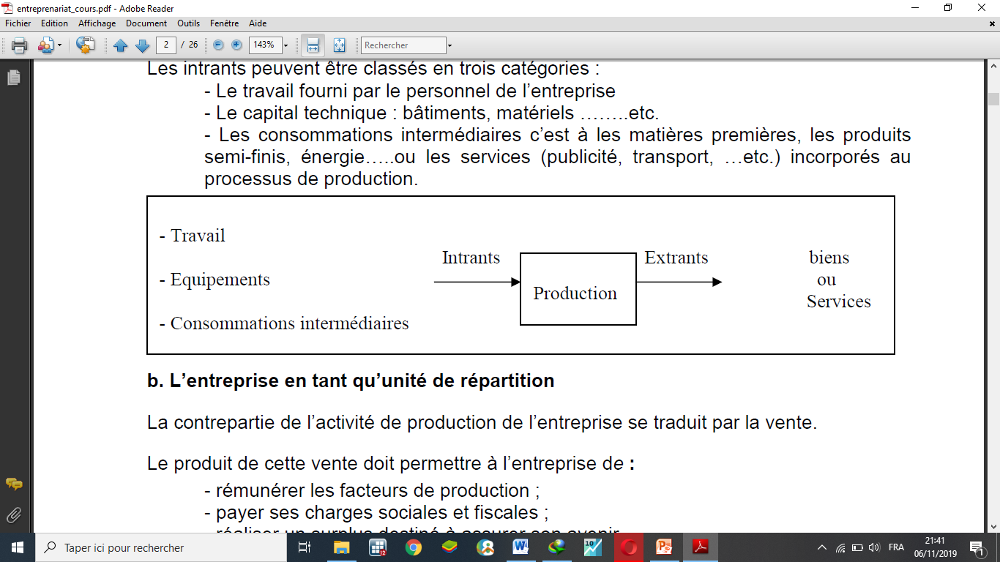 entreprenariat_cours.pdf - Adobe Reader
Fichier Edition Affichage Document Outils Fenêtre Aide
2 / 26 143% Rechercher
Les intrants peuvent être classés en trois catégories :
- Le travail fourni par le personnel de l’entreprise
- Le capital technique : bâtiments, matériels ……..etc.
- Les consommations intermédiaires c’est à les matières premières, les produits
semi-finis, énergie…..ou les services (publicité, transport, …etc.) incorporés au
processus de production.
- Travail
Intrants Extrants biens
- Equipements ou
Production Services
- Consommations intermédiaires
b. L’entreprise en tant qu’unité de répartition
La contrepartie de l’activité de production de l’entreprise se traduit par la vente.
Le produit de cette vente doit permettre à l’entreprise de :
- rémunérer les facteurs de production ;
- payer ses charges sociales et fiscales ;
- réaliser un surplus destiné à assurer son avenir
Taper ici pour rechercher
12
10
FRA
21:41
06/11/2019
1